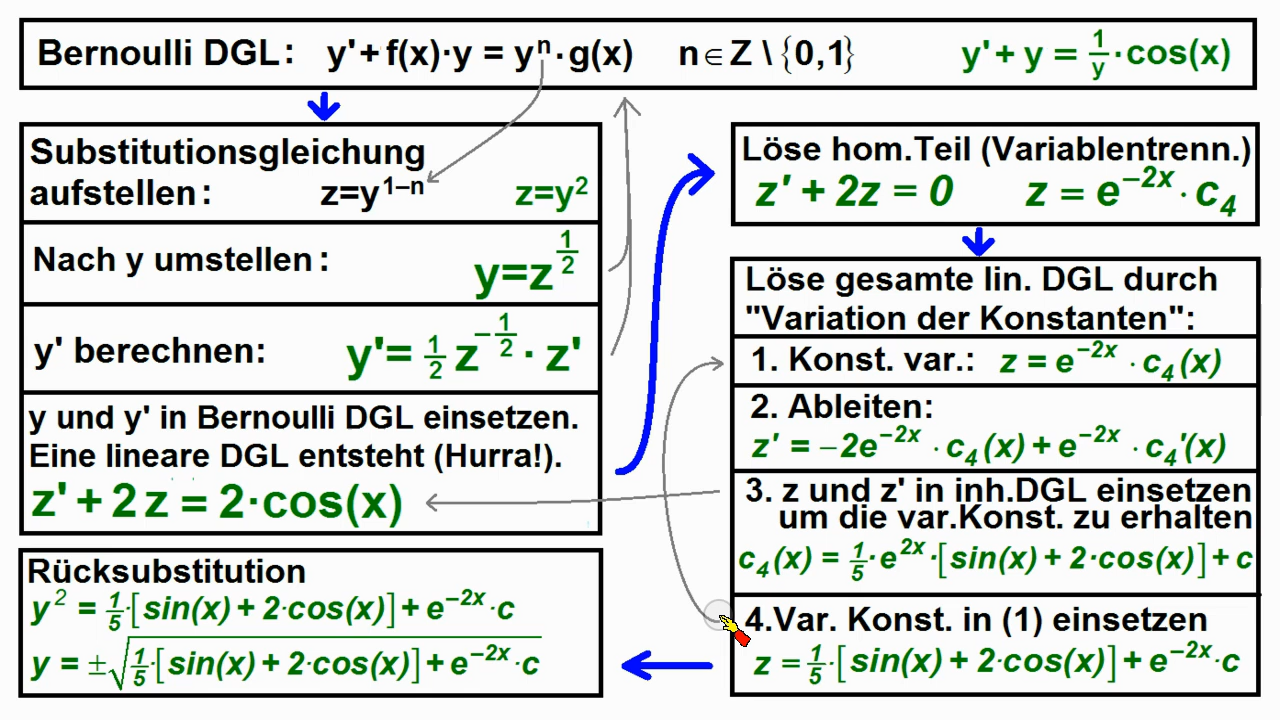 Bernoulli DGL: y'+f(x)·y = yⁿ·g(x) n∈Z \ {0,1} y'+y = 1/y·cos(x)
Substitutionsgleichung
aufstellen: z=y¹⁻ⁿ z=y²
Nach y umstellen: y=z^(1/2)
y' berechnen: y'= 1/2 z^(−1/2) · z'
y und y' in Bernoulli DGL einsetzen.
Eine lineare DGL entsteht (Hurra!).
z'+2z = 2·cos(x)
Löse hom.Teil (Variablentrenn.)
z'+2z = 0 z = e^(−2x) · c₄
Löse gesamte lin. DGL durch
"Variation der Konstanten":
1. Konst. var.: z = e^(−2x) · c₄(x)
2. Ableiten:
z' = −2e^(−2x) · c₄(x) + e^(−2x) · c₄'(x)
3. z und z' in inh.DGL einsetzen
um die var.Konst. zu erhalten
c₄(x) = 1/5·e^(2x)·[sin(x)+2·cos(x)]+c
4.Var. Konst. in (1) einsetzen
z = 1/5·[sin(x)+2·cos(x)]+e^(−2x)·c
Rücksubstitution
y² = 1/5·[sin(x)+2·cos(x)]+e^(−2x)·c
y = ±√(1/5·[sin(x)+2·cos(x)]+e^(−2x)·c)